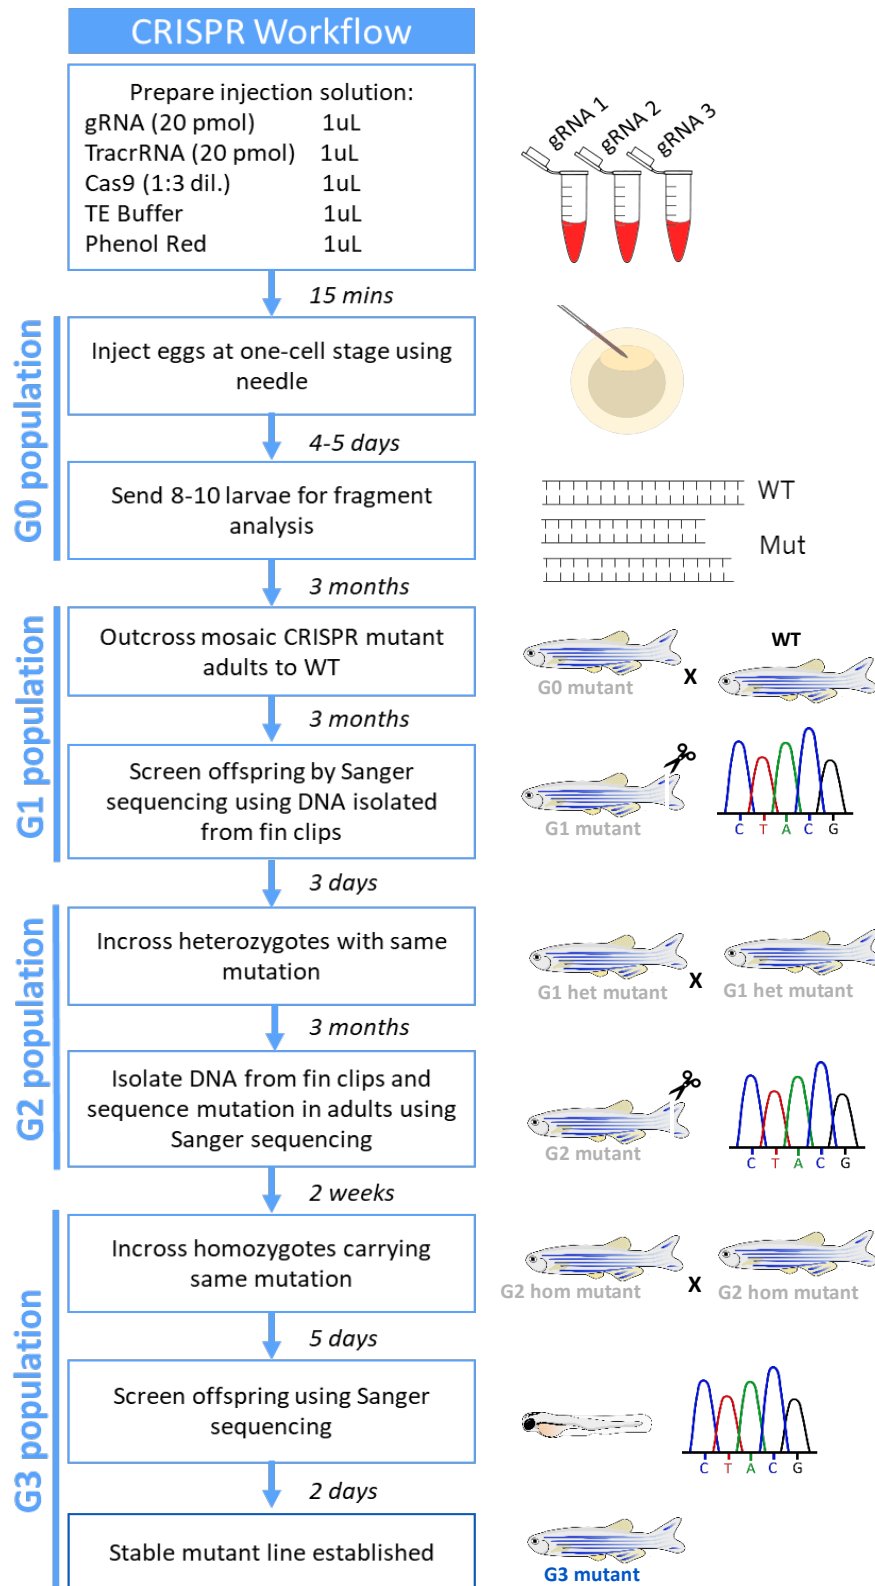 CRISPR Workflow
Prepare injection solution:
gRNA (20 pmol) 1uL
TracrRNA (20 pmol) 1uL
Cas9 (1:3 dil.) 1uL
TE Buffer 1uL
Phenol Red 1uL
gRNA 1
gRNA 2
gRNA 3
15 mins
G0 population
Inject eggs at one-cell stage using
needle
4-5 days
Send 8-10 larvae for fragment
analysis
WT
Mut
3 months
G1 population
Outcross mosaic CRISPR mutant
adults to WT
G0 mutant
X
WT
3 months
Screen offspring by Sanger
sequencing using DNA isolated
from fin clips
G1 mutant
C T A C G
3 days
G2 population
Incross heterozygotes with same
mutation
G1 het mutant
X
G1 het mutant
3 months
Isolate DNA from fin clips and
sequence mutation in adults using
Sanger sequencing
G2 mutant
C T A C G
2 weeks
G3 population
Incross homozygotes carrying
same mutation
G2 hom mutant
X
G2 hom mutant
5 days
Screen offspring using Sanger
sequencing
C T A C G
2 days
Stable mutant line established
G3 mutant